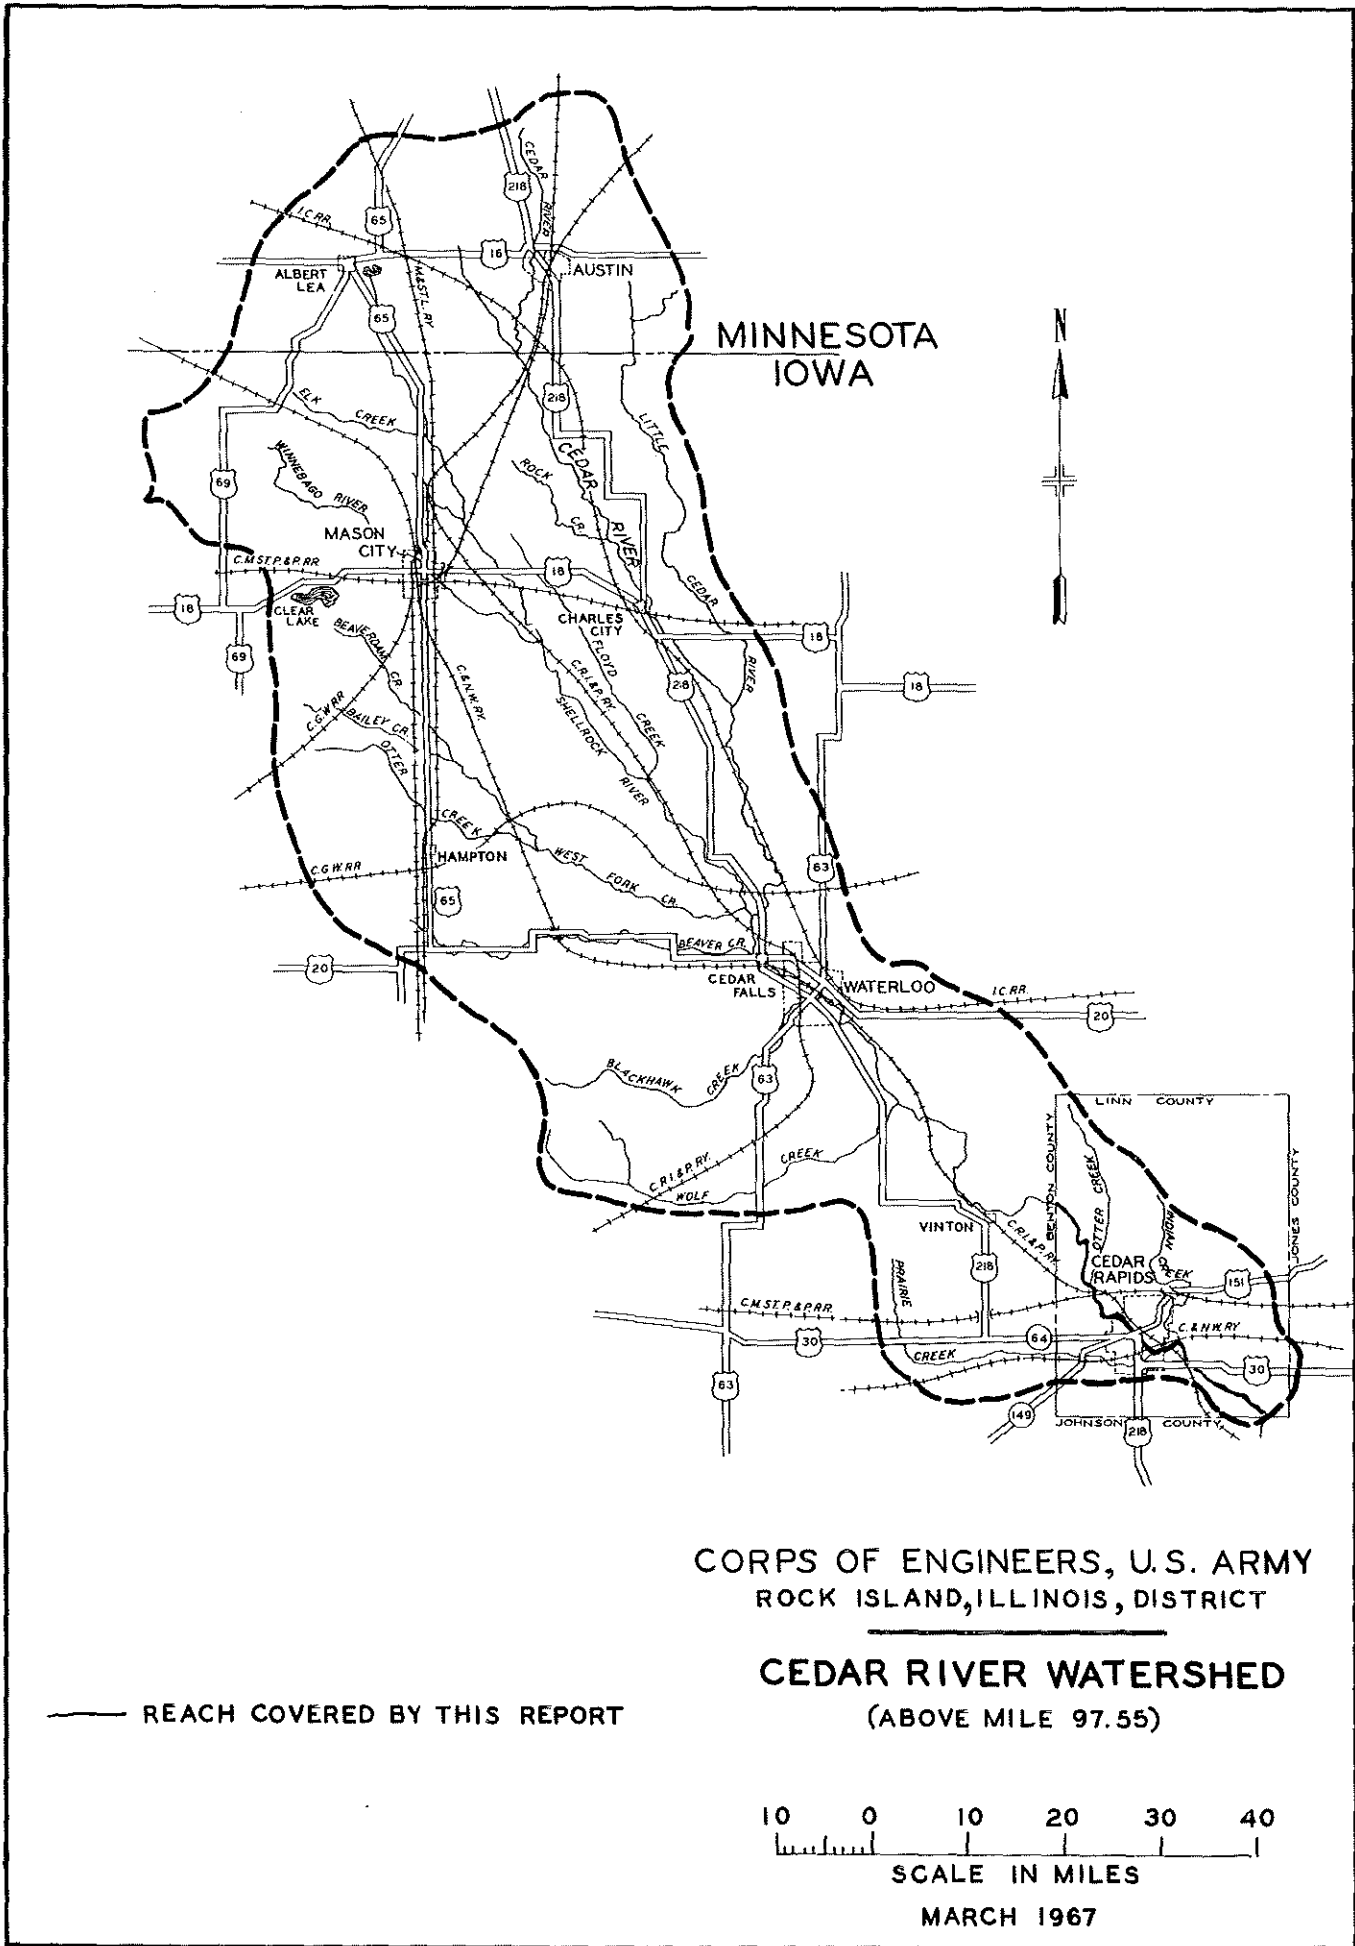 CEDAR
RIVER
218
65
I.C. RR.
16
ALBERT
LEA
AUSTIN
M.& ST. L. RY
65
MINNESOTA
IOWA
N
218
ELK
CREEK
LITTLE
CEDAR
RIVER
WINNEBAGO
RIVER
ROCK
CR.
69
MASON
CITY
C.M.ST.P.& P. RR
18
CEDAR
18
CLEAR
LAKE
CHARLES
CITY
18
BEAVERDAM
CR.
FLOYD
CREEK
RIVER
69
C.& N.W. RY.
C.R.I.& P. RY.
218
18
SHELLROCK
RIVER
C.G.W. RR
BAILEY CR.
OTTER
CREEK
HAMPTON
WEST
FORK
CR.
C.G.W. RR
63
65
BEAVER CR.
20
CEDAR
FALLS
WATERLOO
I.C. RR.
20
BLACKHAWK
CREEK
63
LINN COUNTY
BENTON COUNTY
OTTER CREEK
JONES COUNTY
C.R.I.& P. RY.
CREEK
WOLF
INDIAN
CREEK
VINTON
C.R.I.& P. RY.
218
CEDAR
RAPIDS
151
PRAIRIE
CREEK
C.M.ST.P.& P. RR.
30
64
C.& N.W. RY
30
63
149
JOHNSON COUNTY
218
CORPS OF ENGINEERS, U.S. ARMY
ROCK ISLAND, ILLINOIS, DISTRICT
CEDAR RIVER WATERSHED
(ABOVE MILE 97.55)
REACH COVERED BY THIS REPORT
10 0 10 20 30 40
SCALE IN MILES
MARCH 1967